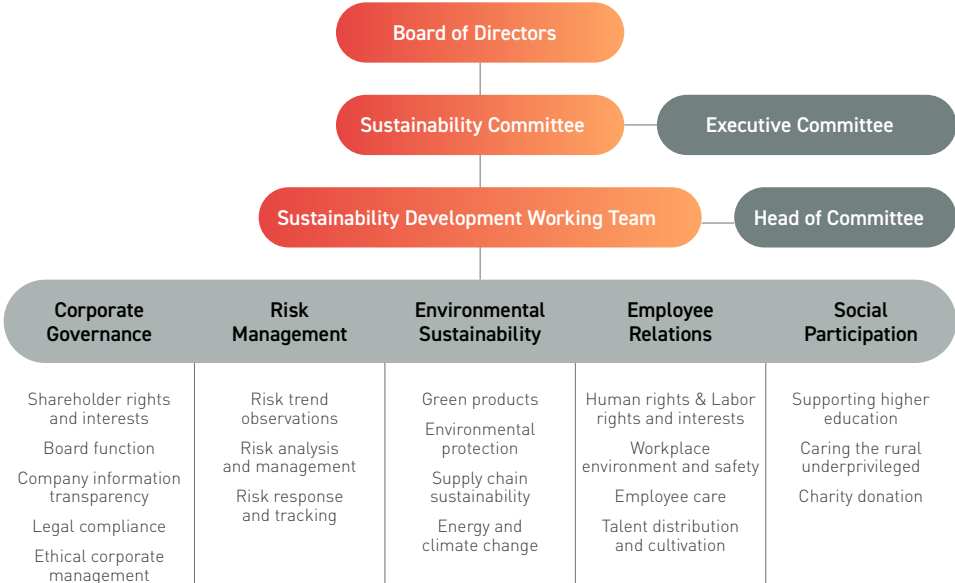 Board of Directors
Sustainability Committee
Executive Committee
Sustainability Development Working Team
Head of Committee
Corporate
Governance
Risk
Management
Environmental
Sustainability
Employee
Relations
Social
Participation
Shareholder rights
and interests
Board function
Company information
transparency
Legal compliance
Ethical corporate
management
Risk trend
observations
Risk analysis
and management
Risk response
and tracking
Green products
Environmental
protection
Supply chain
sustainability
Energy and
climate change
Human rights & Labor
rights and interests
Workplace
environment and safety
Employee care
Talent distribution
and cultivation
Supporting higher
education
Caring the rural
underprivileged
Charity donation